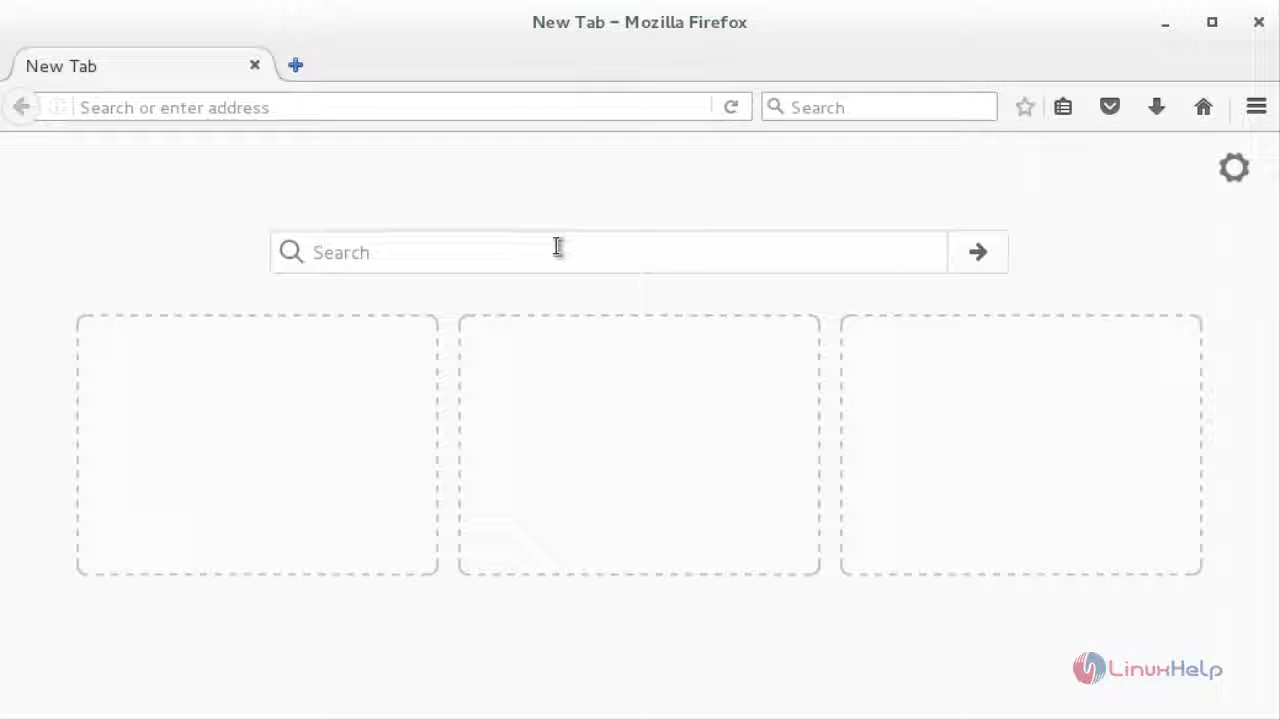 New Tab – Mozilla Firefox
New Tab
Search or enter address
Search
Search
LinuxHelp